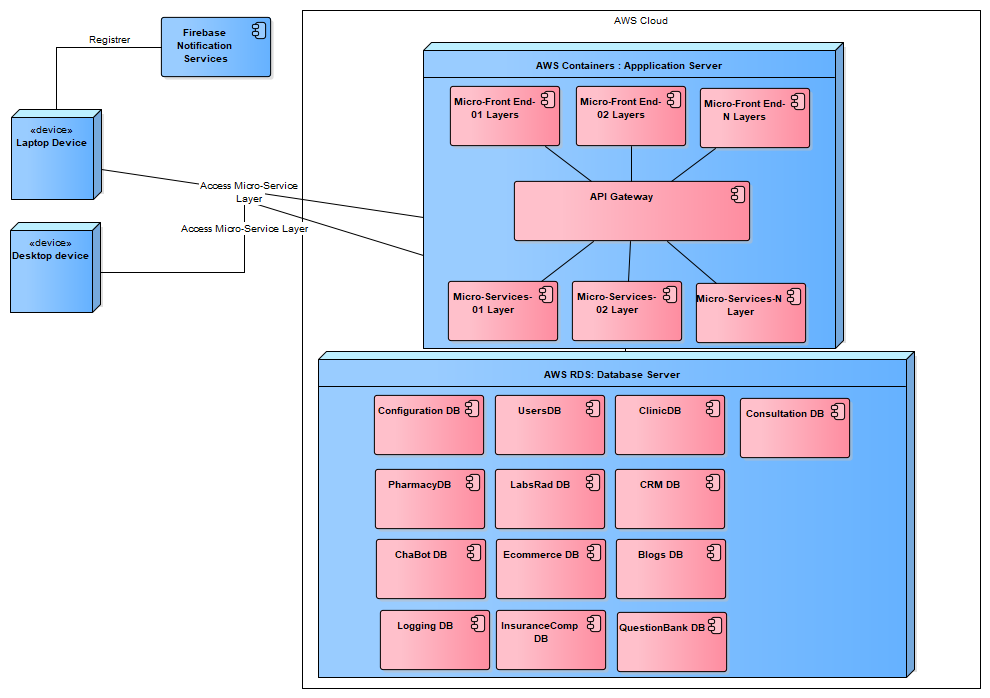 AWS Cloud
Firebase
Notification
Services
Registrer
AWS Containers : Appplication Server
Micro-Front End-
01 Layers
Micro-Front End-
02 Layers
Micro-Front End-
N Layers
«device»
Laptop Device
Access Micro-Service
Layer
API Gateway
Access Micro-Service Layer
«device»
Desktop device
Micro-Services-
01 Layer
Micro-Services-
02 Layer
Micro-Services-N
Layer
AWS RDS: Database Server
Configuration DB
UsersDB
ClinicDB
Consultation DB
PharmacyDB
LabsRad DB
CRM DB
ChaBot DB
Ecommerce DB
Blogs DB
Logging DB
InsuranceComp
DB
QuestionBank DB